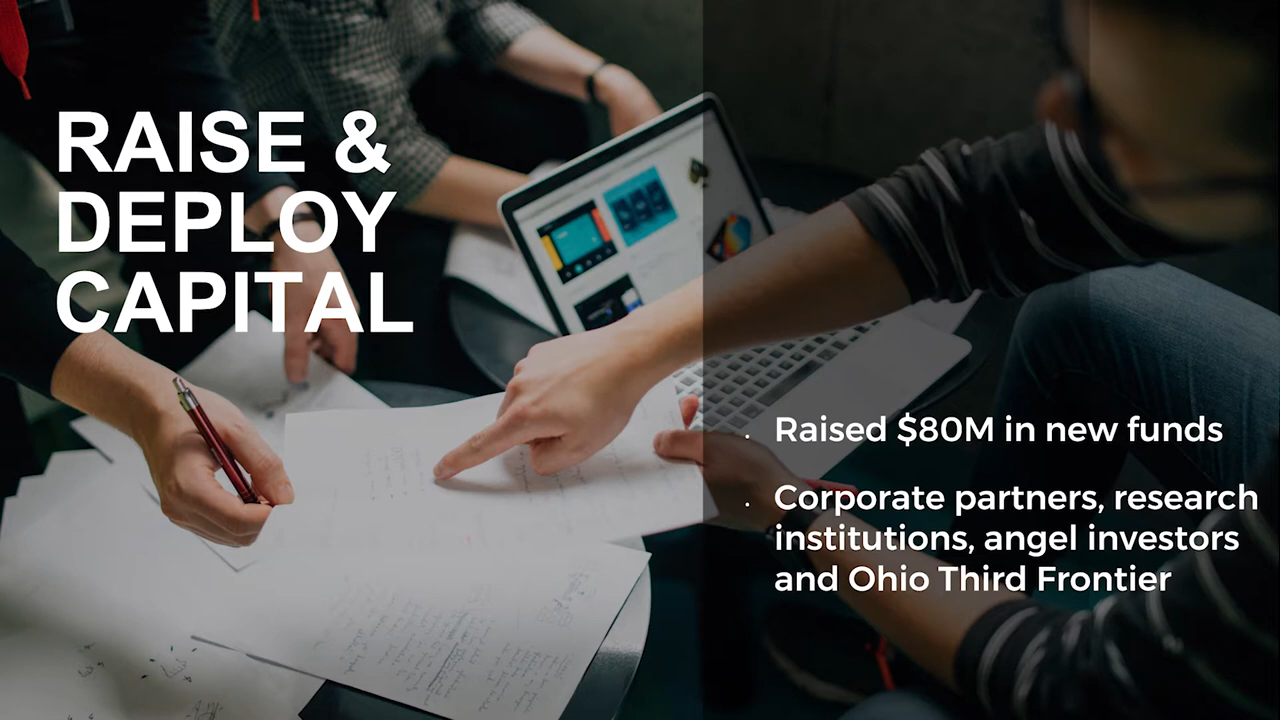 RAISE &
DEPLOY
CAPITAL
· Raised $80M in new funds
· Corporate partners, research
institutions, angel investors
and Ohio Third Frontier